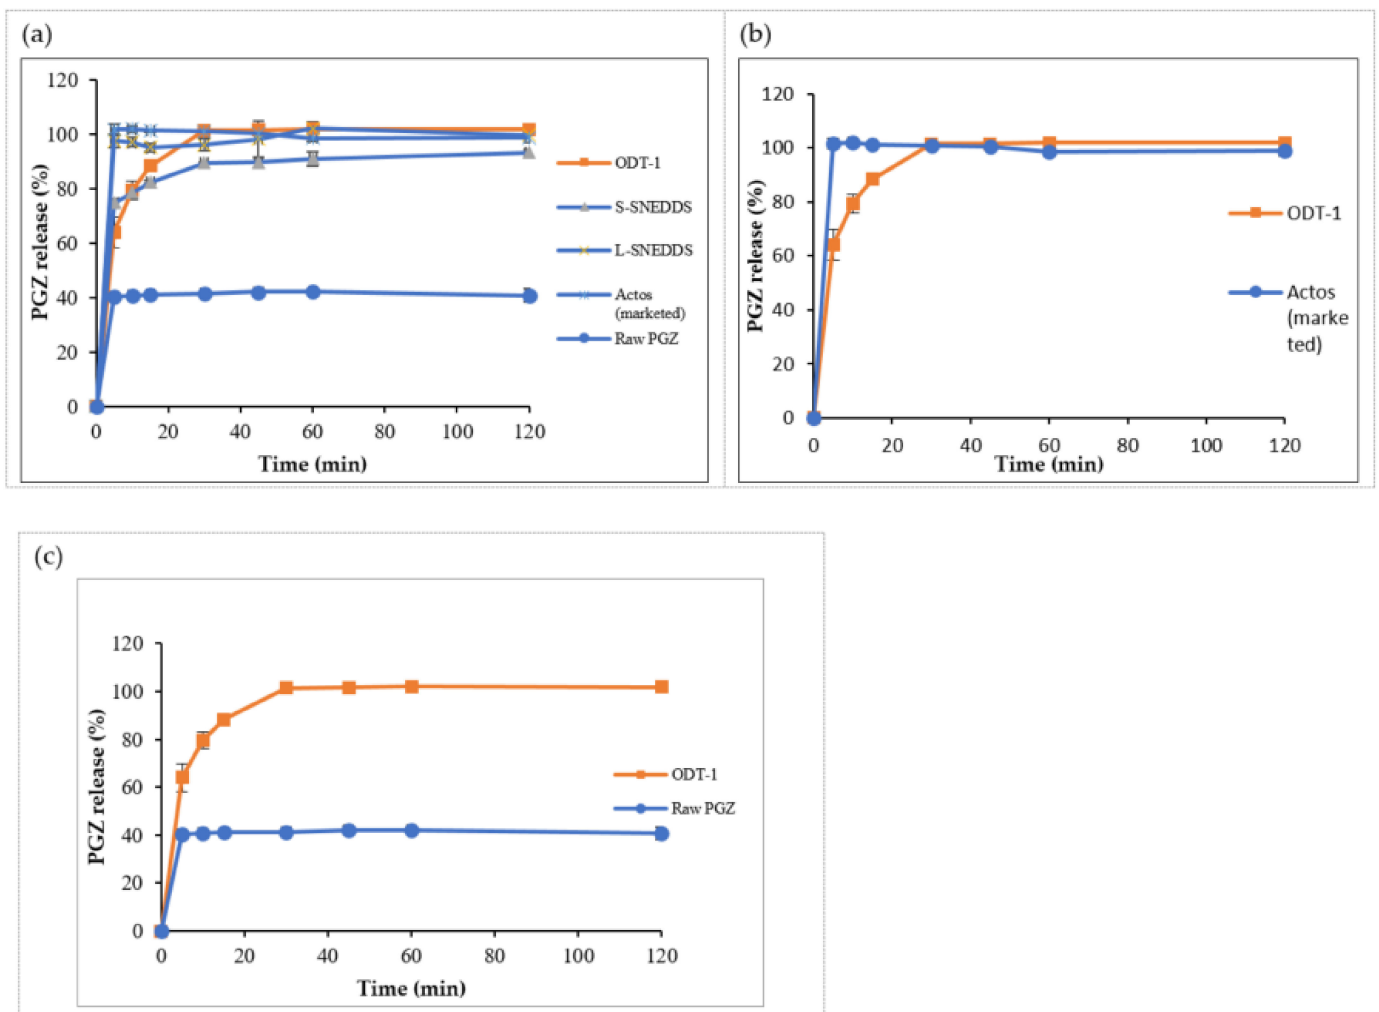 (a)
120
100
80
60
40
20
0
PGZ release (%)
0 20 40 60 80 100 120
Time (min)
ODT-1
S-SNEDDS
L-SNEDDS
Actos
(marketed)
Raw PGZ
(b)
120
100
80
60
40
20
0
PGZ release (%)
0 20 40 60 80 100 120
Time (min)
ODT-1
Actos
(marke
ted)
(c)
120
100
80
60
40
20
0
PGZ release (%)
0 20 40 60 80 100 120
Time (min)
ODT-1
Raw PGZ